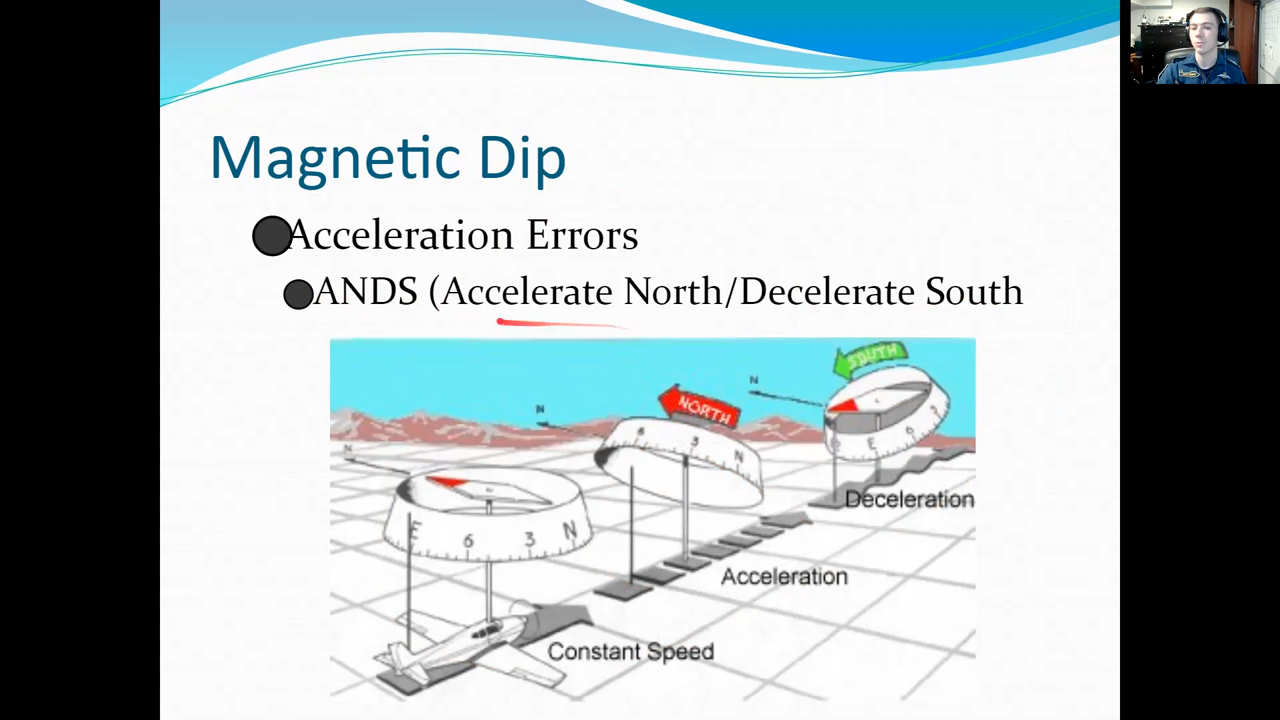 Magnetic Dip
Acceleration Errors
ANDS (Accelerate North/Decelerate South
SOUTH
N
NORTH
N
6 3 N
E 6
N
Deceleration
E 6 3 N
Acceleration
Constant Speed